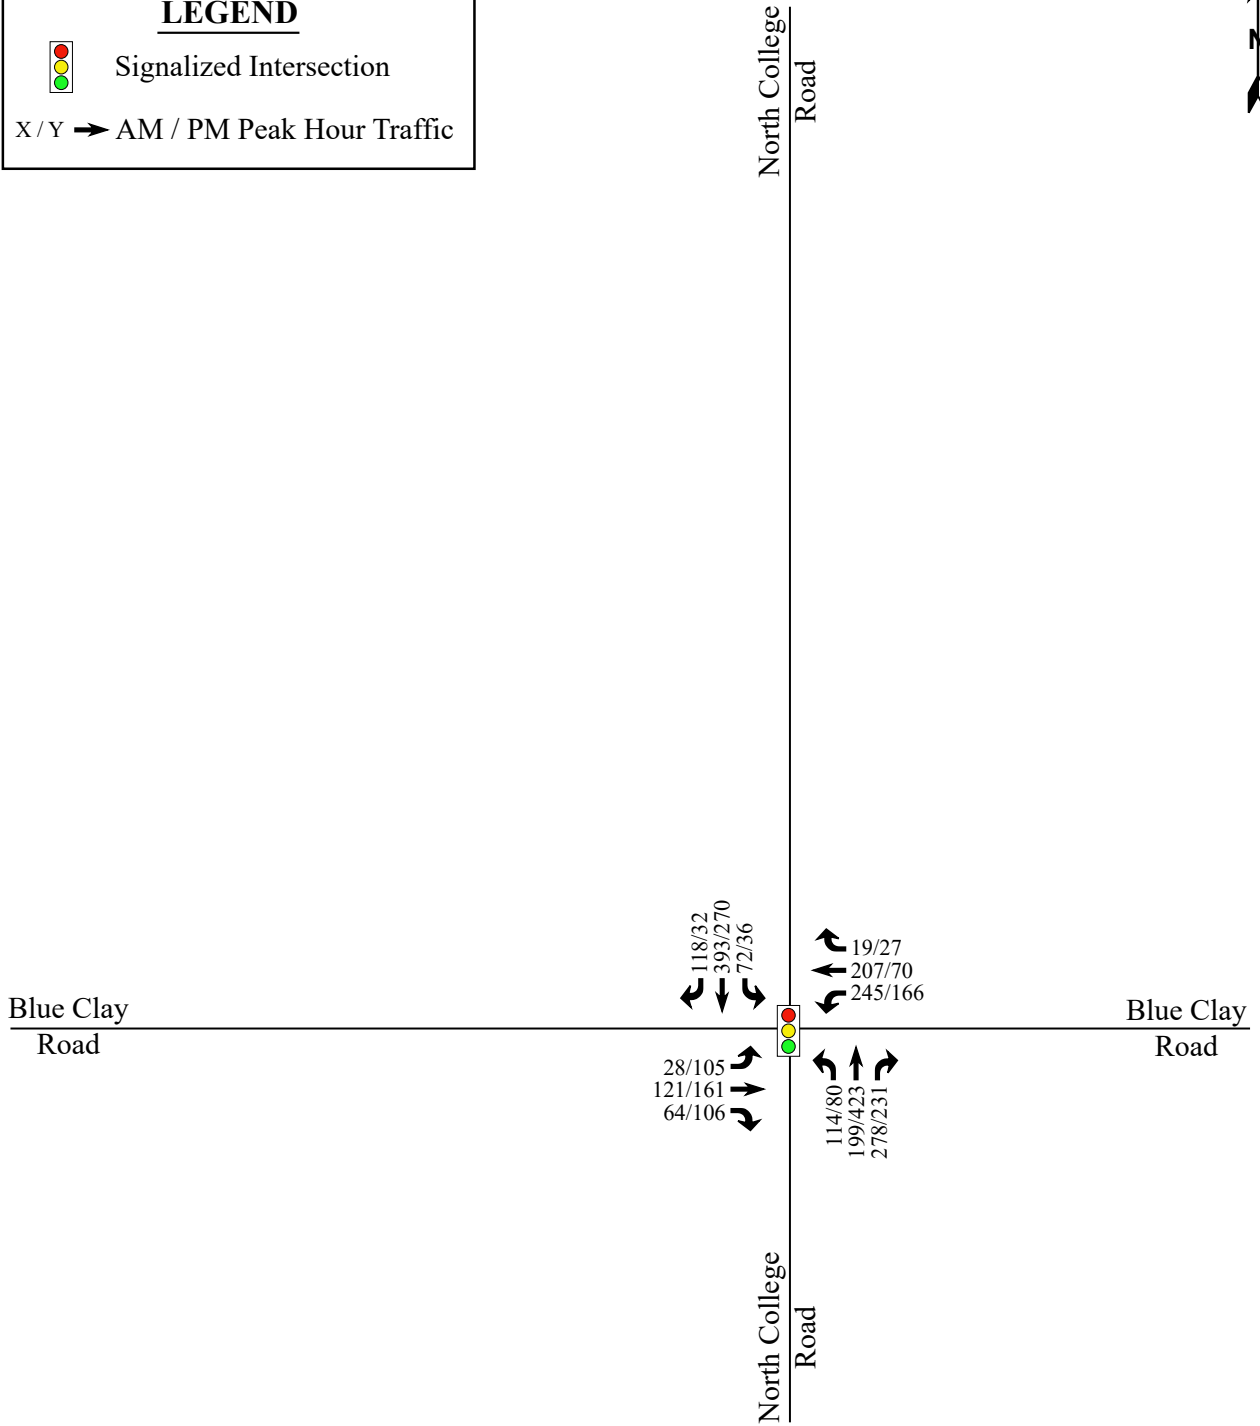 LEGEND
Signalized Intersection
X / Y AM / PM Peak Hour Traffic
North College
Road
118/32
393/270
72/36
19/27
207/70
245/166
Blue Clay
Road
Blue Clay
Road
28/105
121/161
64/106
114/80
199/423
278/231
North College
Road